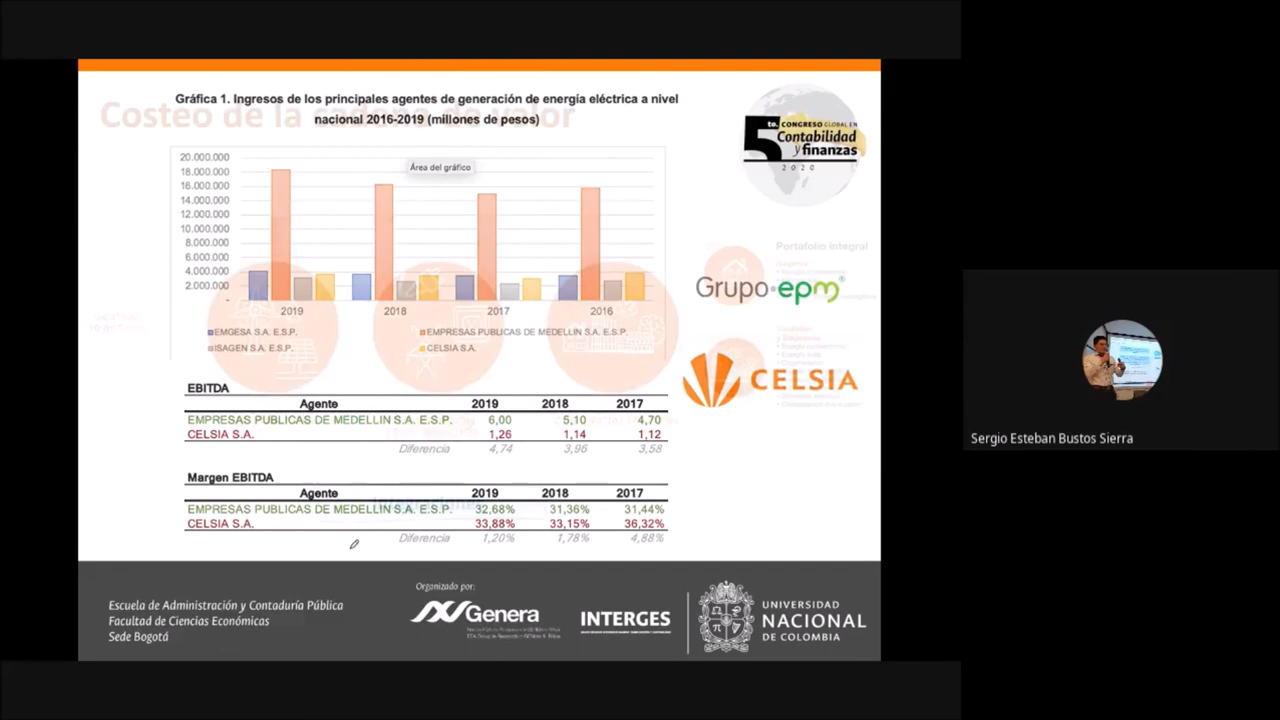 Costeo de la cadena de valor
Gráfica 1. Ingresos de los principales agentes de generación de energía eléctrica a nivel
nacional 2016-2019 (millones de pesos)
5to. CONGRESO GLOBAL EN
Contabilidad
y finanzas
2020
20.000.000
18.000.000
16.000.000
14.000.000
12.000.000
10.000.000
8.000.000
6.000.000
4.000.000
2.000.000
-
Área del gráfico
2019 2018 2017 2016
EMGESA S.A. E.S.P. EMPRESAS PUBLICAS DE MEDELLIN S.A. E.S.P.
ISAGEN S.A. E.S.P. CELSIA S.A.
Portafolio integral
Grupo·epm®
CELSIA
EBITDA
Agente 2019 2018 2017
EMPRESAS PUBLICAS DE MEDELLIN S.A. E.S.P. 6,00 5,10 4,70
CELSIA S.A. 1,26 1,14 1,12
Diferencia 4,74 3,96 3,58
Margen EBITDA
Agente 2019 2018 2017
EMPRESAS PUBLICAS DE MEDELLIN S.A. E.S.P. 32,68% 31,36% 31,44%
CELSIA S.A. 33,88% 33,15% 36,32%
Diferencia 1,20% 1,78% 4,88%
Escuela de Administración y Contaduría Pública
Facultad de Ciencias Económicas
Sede Bogotá
Organizado por:
Genera
INTERGES
UNIVERSIDAD
NACIONAL
DE COLOMBIA
Sergio Esteban Bustos Sierra